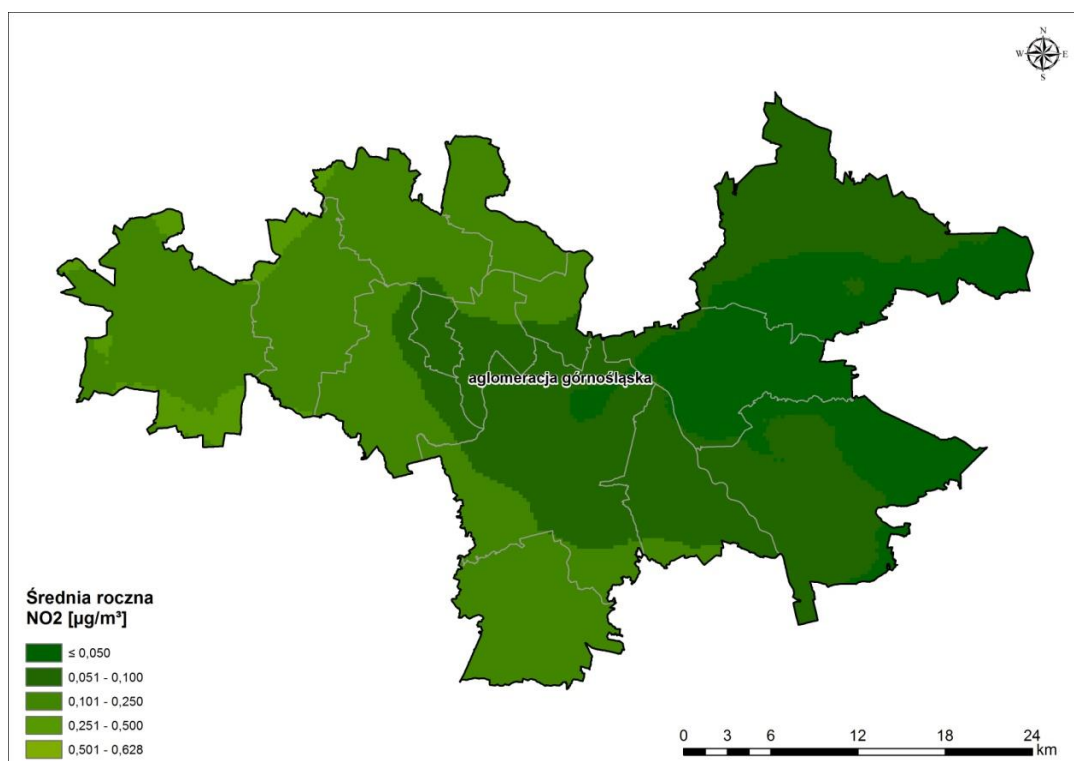 N
W E
S
aglomeracja górnośląska
Średnia roczna
NO2 [µg/m³]
≤ 0,050
0,051 - 0,100
0,101 - 0,250
0,251 - 0,500
0,501 - 0,628
0 3 6 12 18 24
km